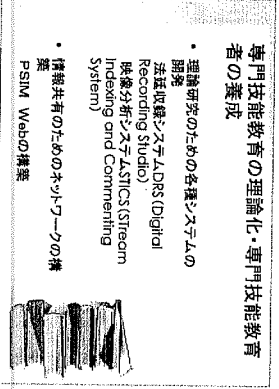 専門技能教育の理論化・専門技能教育
者の養成
• 理論研究のための各種システムの
開発
法廷収録システムDRS (Digital
Recording Studio)
映像分析システムSTICS (STream
Indexing and Commenting
System)
• 情報共有のためのネットワークの構
築
PSIM Webの構築